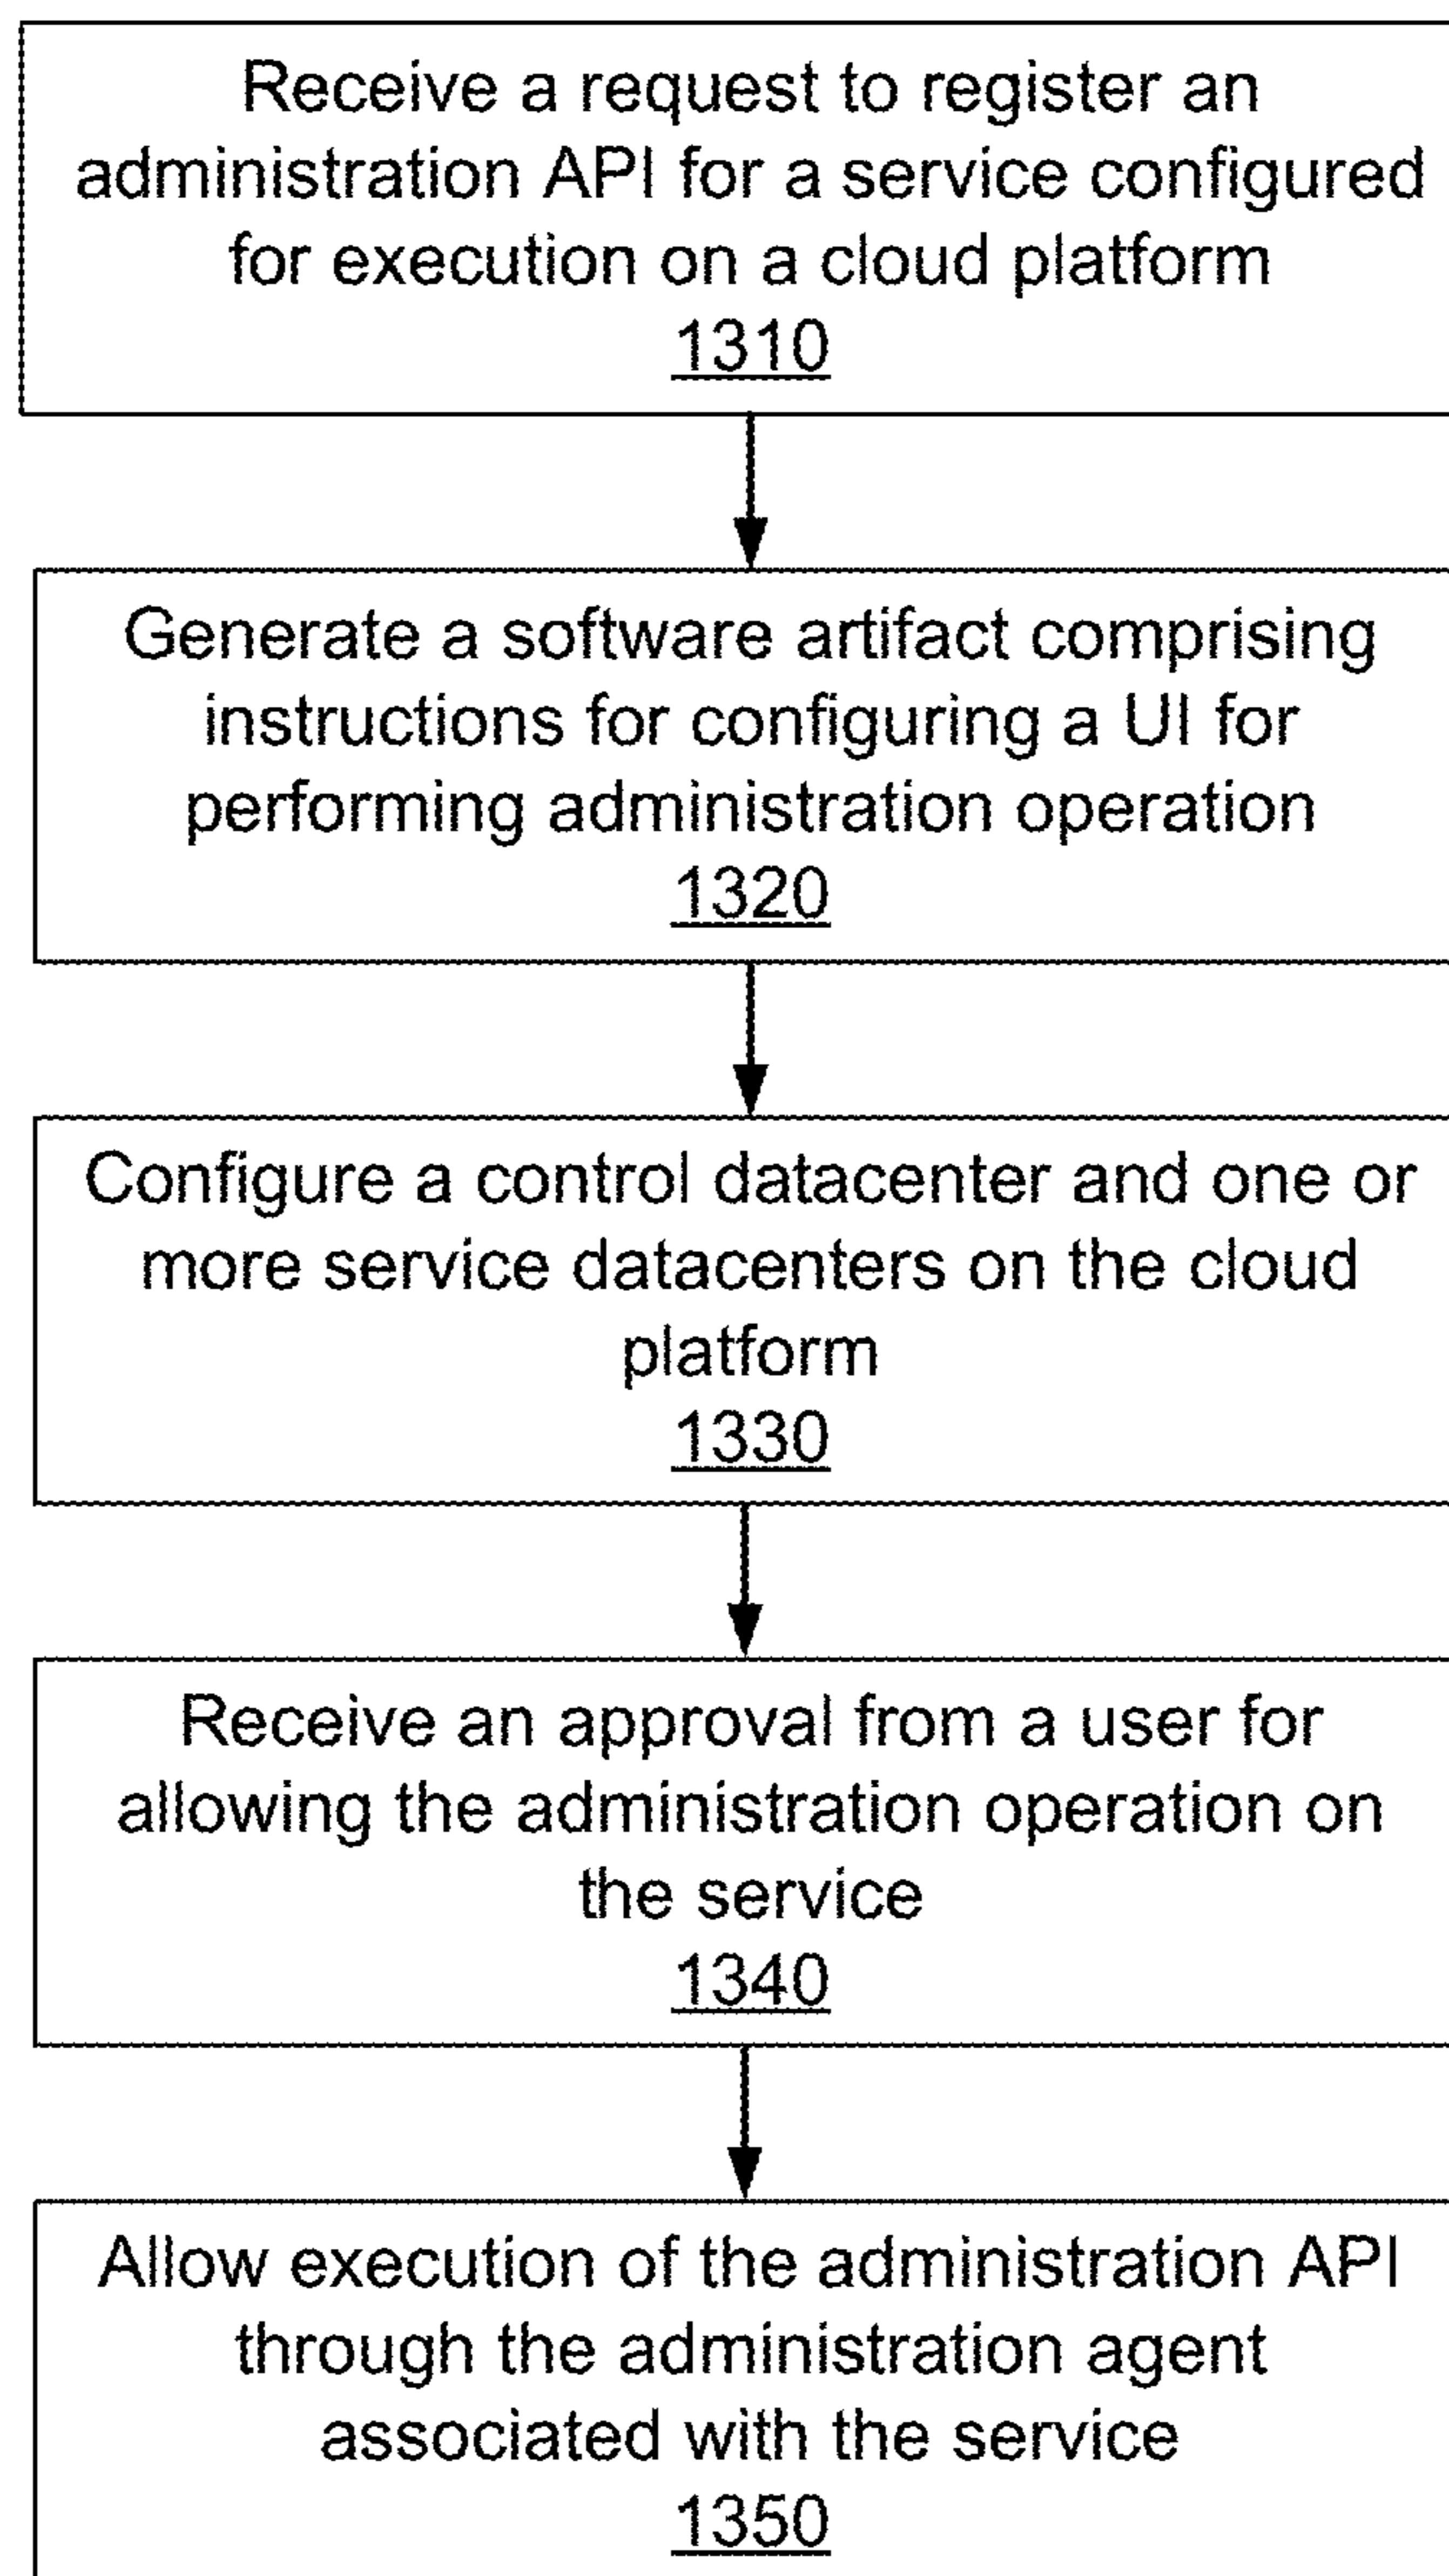 Receive a request to register an
administration API for a service configured
for execution on a cloud platform
1310
Generate a software artifact comprising
instructions for configuring a UI for
performing administration operation
1320
Configure a control datacenter and one or
more service datacenters on the cloud
platform
1330
Receive an approval from a user for
allowing the administration operation on
the service
1340
Allow execution of the administration API
through the administration agent
associated with the service
1350